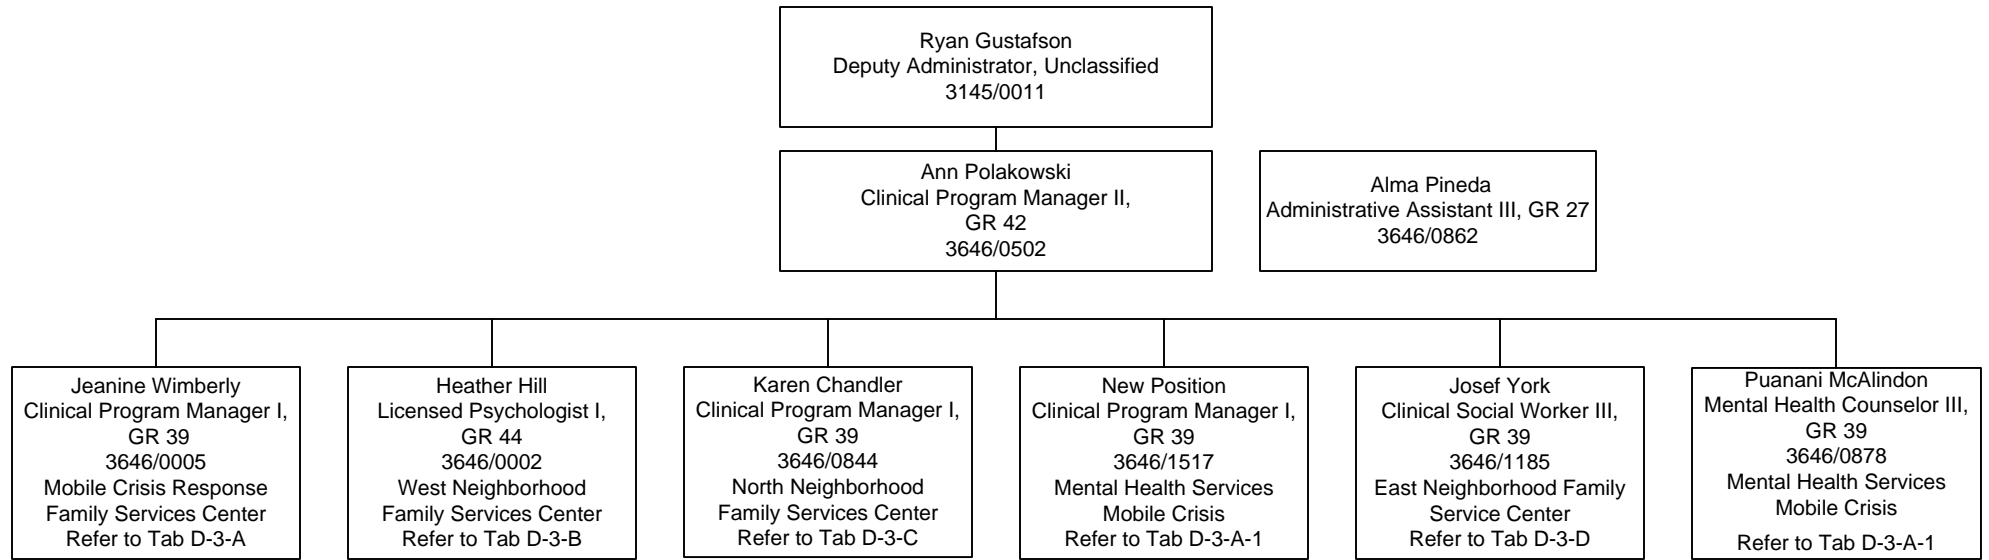 Ryan Gustafson
Deputy Administrator, Unclassified
3145/0011
Ann Polakowski
Clinical Program Manager II,
GR 42
3646/0502
Alma Pineda
Administrative Assistant III, GR 27
3646/0862
Jeanine Wimberly
Clinical Program Manager I,
GR 39
3646/0005
Mobile Crisis Response
Family Services Center
Refer to Tab D-3-A
Heather Hill
Licensed Psychologist I,
GR 44
3646/0002
West Neighborhood
Family Services Center
Refer to Tab D-3-B
Karen Chandler
Clinical Program Manager I,
GR 39
3646/0844
North Neighborhood
Family Services Center
Refer to Tab D-3-C
New Position
Clinical Program Manager I,
GR 39
3646/1517
Mental Health Services
Mobile Crisis
Refer to Tab D-3-A-1
Josef York
Clinical Social Worker III,
GR 39
3646/1185
East Neighborhood Family
Service Center
Refer to Tab D-3-D
Puanani McAlindon
Mental Health Counselor III,
GR 39
3646/0878
Mental Health Services
Mobile Crisis
Refer to Tab D-3-A-1